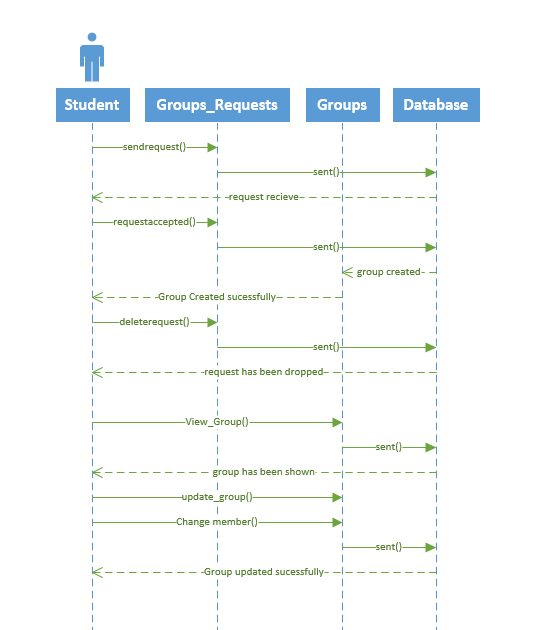 Student
Groups_Requests
Groups
Database
sendrequest()
sent()
request recieve
requestaccepted()
sent()
group created
Group Created sucessfully
deleterequest()
sent()
request has been dropped
View_Group()
sent()
group has been shown
update_group()
Change member()
sent()
Group updated sucessfully